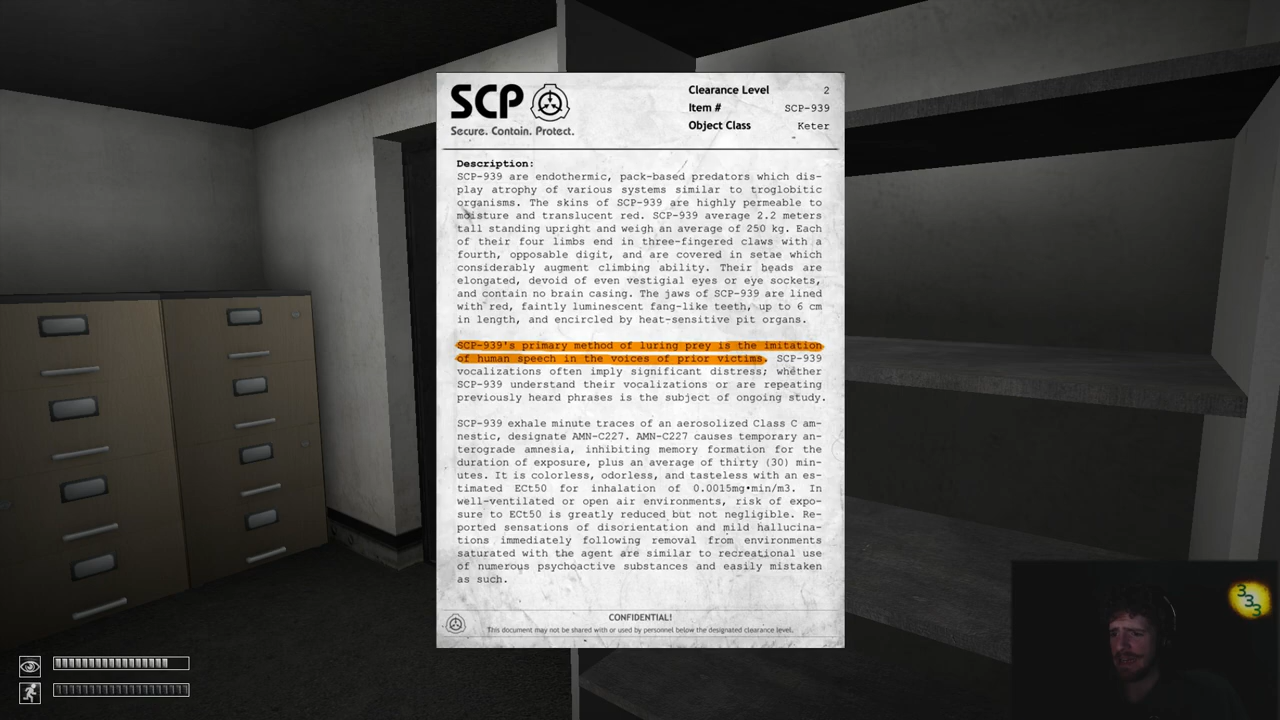 SCP
Secure. Contain. Protect.
Clearance Level 2
Item # SCP-939
Object Class Keter
Description:
SCP-939 are endothermic, pack-based predators which dis-
play atrophy of various systems similar to troglobitic
organisms. The skins of SCP-939 are highly permeable to
moisture and translucent red. SCP-939 average 2.2 meters
tall standing upright and weigh an average of 250 kg. Each
of their four limbs end in three-fingered claws with a
fourth, opposable digit, and are covered in setae which
considerably augment climbing ability. Their heads are
elongated, devoid of even vestigial eyes or eye sockets,
and contain no brain casing. The jaws of SCP-939 are lined
with red, faintly luminescent fang-like teeth, up to 6 cm
in length, and encircled by heat-sensitive pit organs.
SCP-939's primary method of luring prey is the imitation
of human speech in the voices of prior victims. SCP-939
vocalizations often imply significant distress; whether
SCP-939 understand their vocalizations or are repeating
previously heard phrases is the subject of ongoing study.
SCP-939 exhale minute traces of an aerosolized Class C am-
nestic, designate AMN-C227. AMN-C227 causes temporary an-
terograde amnesia, inhibiting memory formation for the
duration of exposure, plus an average of thirty (30) min-
utes. It is colorless, odorless, and tasteless with an es-
timated ECt50 for inhalation of 0.0015mg•min/m3. In
well-ventilated or open air environments, risk of expo-
sure to ECt50 is greatly reduced but not negligible. Re-
ported sensations of disorientation and mild hallucina-
tions immediately following removal from environments
saturated with the agent are similar to recreational use
of numerous psychoactive substances and easily mistaken
as such.
CONFIDENTIAL!
This document may not be shared with or used by personnel below the designated clearance level.
333